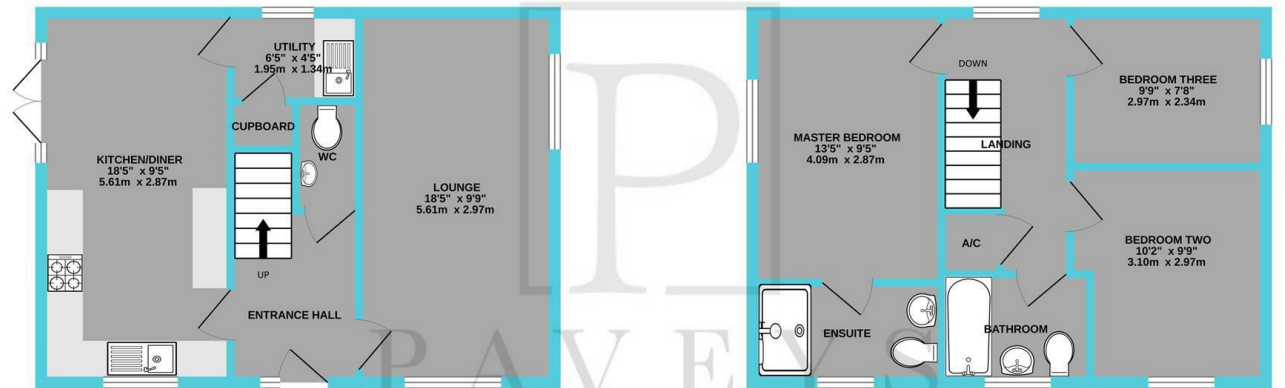 UTILITY
6'5" x 4'5"
1.95m x 1.34m
CUPBOARD
WC
KITCHEN/DINER
18'5" x 9'5"
5.61m x 2.87m
LOUNGE
18'5" x 9'9"
5.61m x 2.97m
UP
ENTRANCE HALL
DOWN
BEDROOM THREE
9'9" x 7'8"
2.97m x 2.34m
MASTER BEDROOM
13'5" x 9'5"
4.09m x 2.87m
LANDING
A/C
BEDROOM TWO
10'2" x 9'9"
3.10m x 2.97m
ENSUITE
BATHROOM
P
PAVEYS